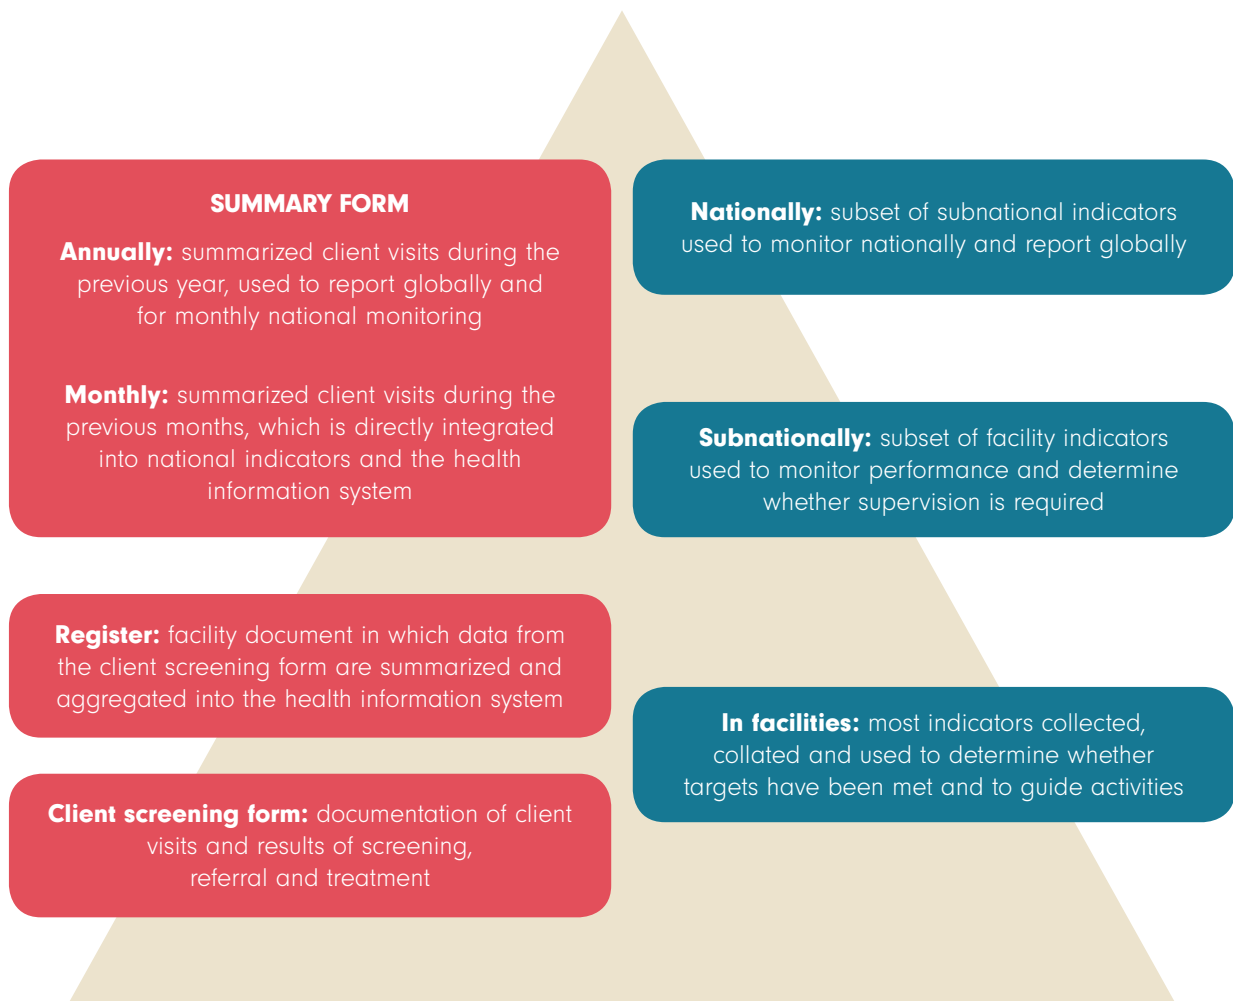 SUMMARY FORM
Annually: summarized client visits during the
previous year, used to report globally and
for monthly national monitoring
Monthly: summarized client visits during the
previous months, which is directly integrated
into national indicators and the health
information system
Register: facility document in which data from
the client screening form are summarized and
aggregated into the health information system
Client screening form: documentation of client
visits and results of screening,
referral and treatment
Nationally: subset of subnational indicators
used to monitor nationally and report globally
Subnationally: subset of facility indicators
used to monitor performance and determine
whether supervision is required
In facilities: most indicators collected,
collated and used to determine whether
targets have been met and to guide activities